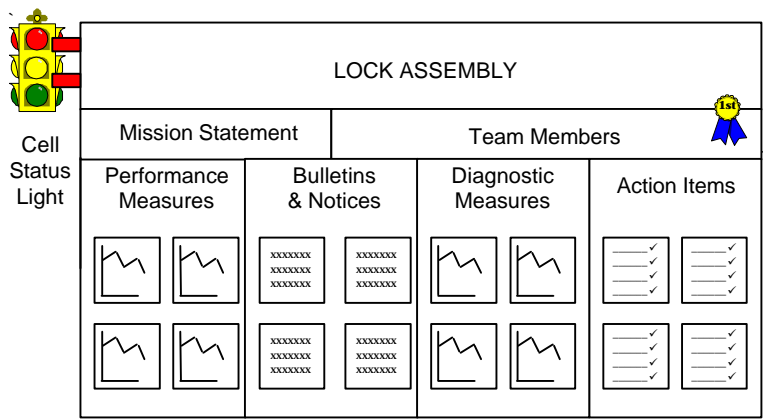 LOCK ASSEMBLY
1st
Cell
Status
Light
Mission Statement
Team Members
Performance
Measures
Bulletins
& Notices
Diagnostic
Measures
Action Items
xxxxxxx xxxxxxx
xxxxxxx xxxxxxx
xxxxxxx xxxxxxx
xxxxxxx xxxxxxx
xxxxxxx xxxxxxx
xxxxxxx xxxxxxx